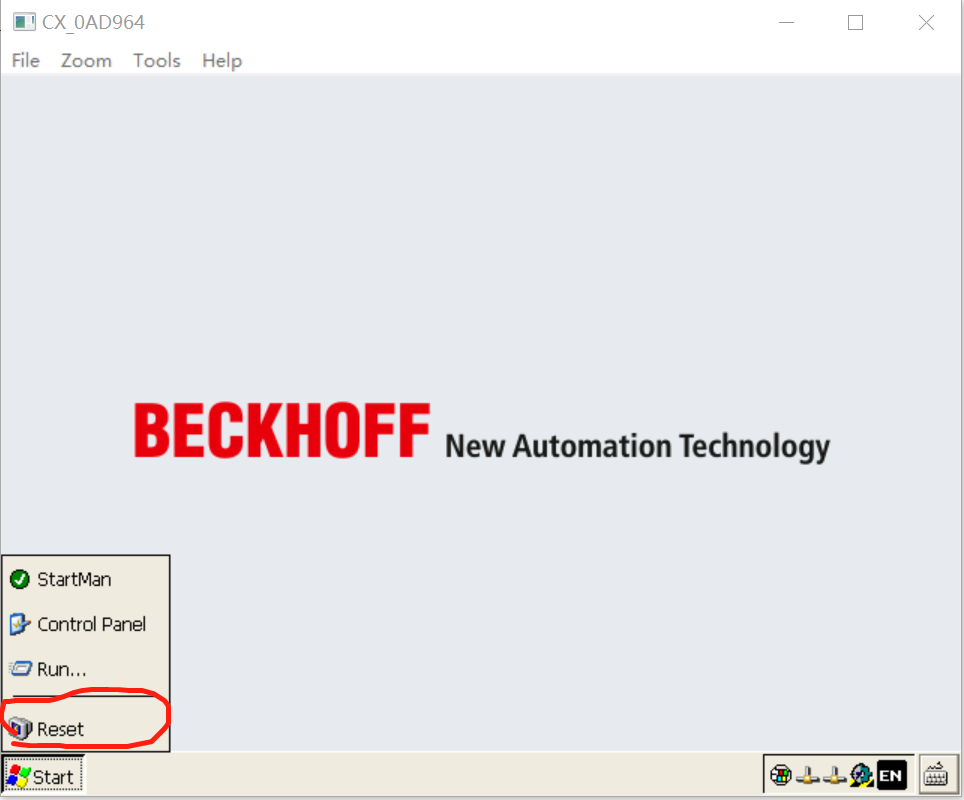 CX_0AD964
File Zoom Tools Help
BECKHOFF New Automation Technology
StartMan
Control Panel
Run...
Reset
Start EN